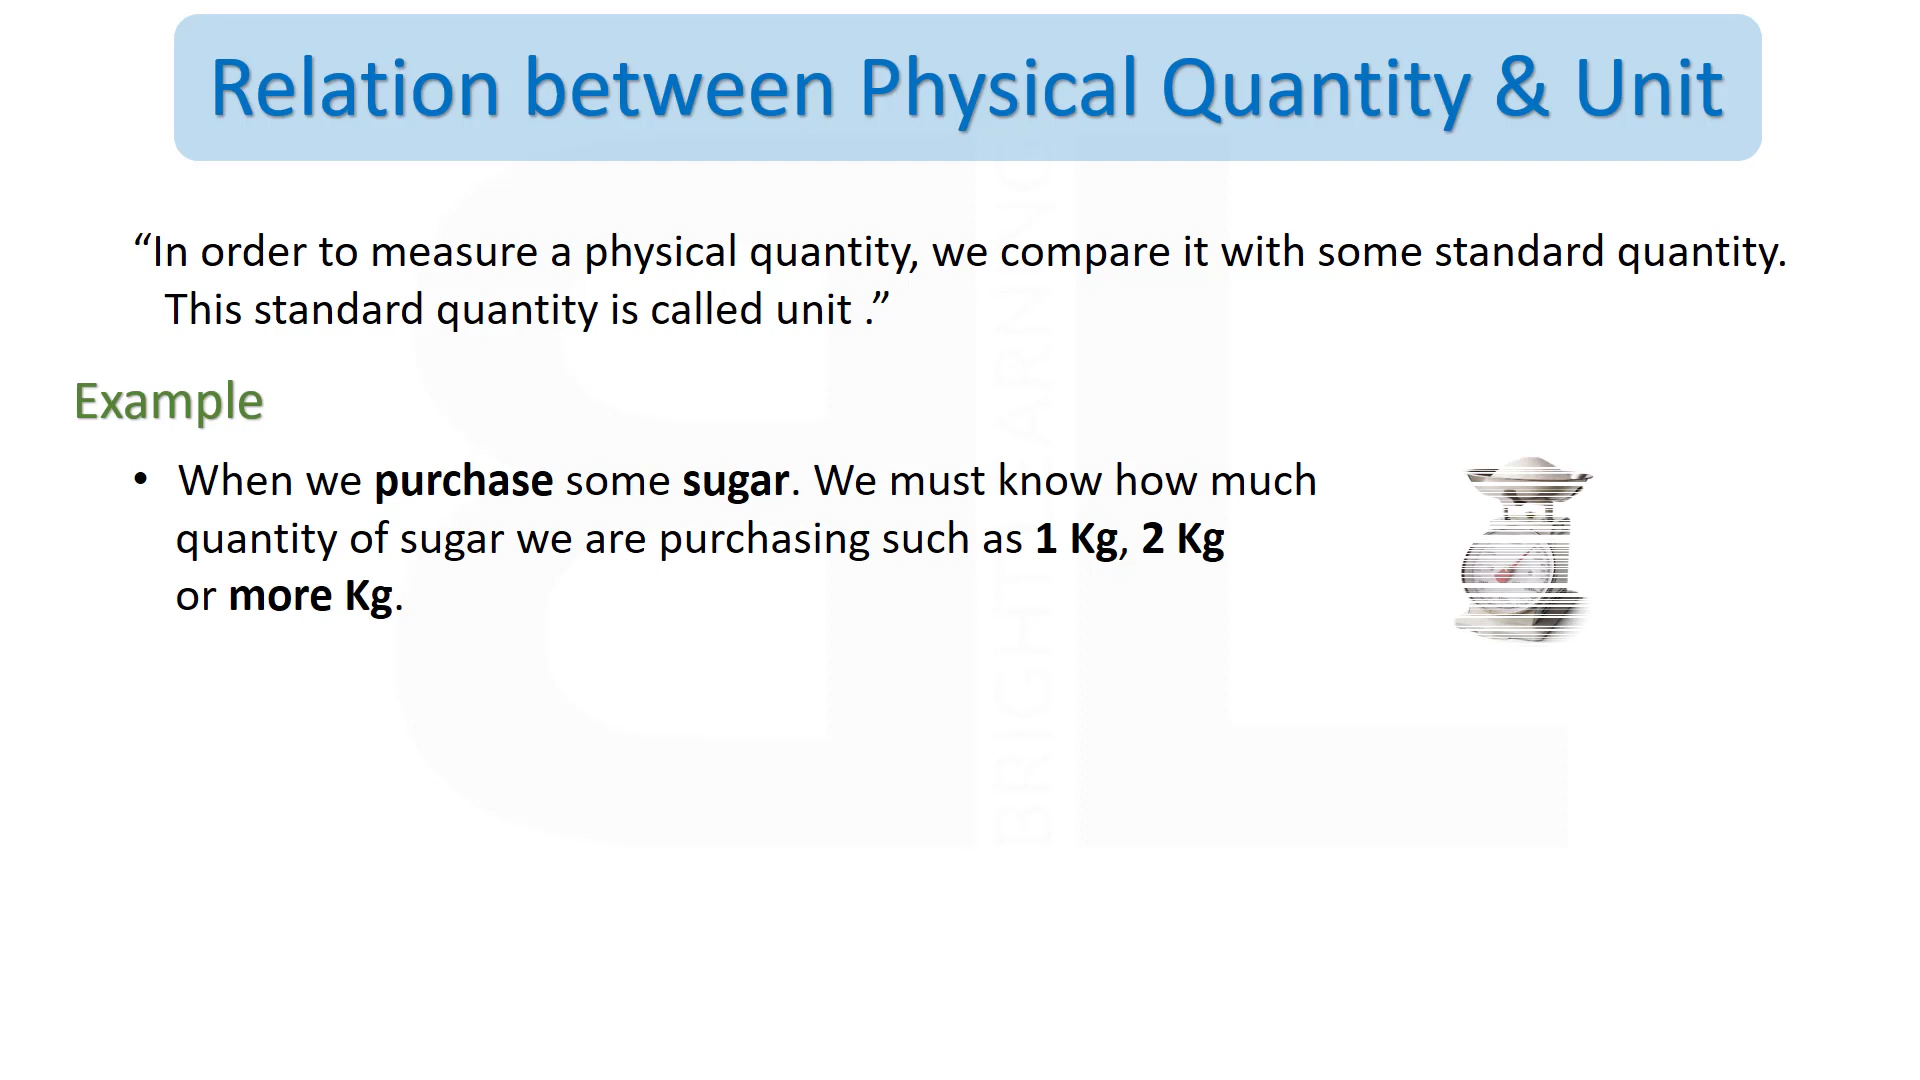 Relation between Physical Quantity & Unit
“In order to measure a physical quantity, we compare it with some standard quantity.
This standard quantity is called unit .”
Example
• When we purchase some sugar. We must know how much
quantity of sugar we are purchasing such as 1 Kg, 2 Kg
or more Kg.
BRIGHT LEARNING